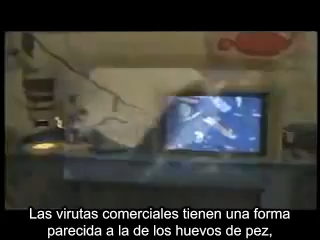 Las virutas comerciales tienen una forma
parecida a la de los huevos de pez,